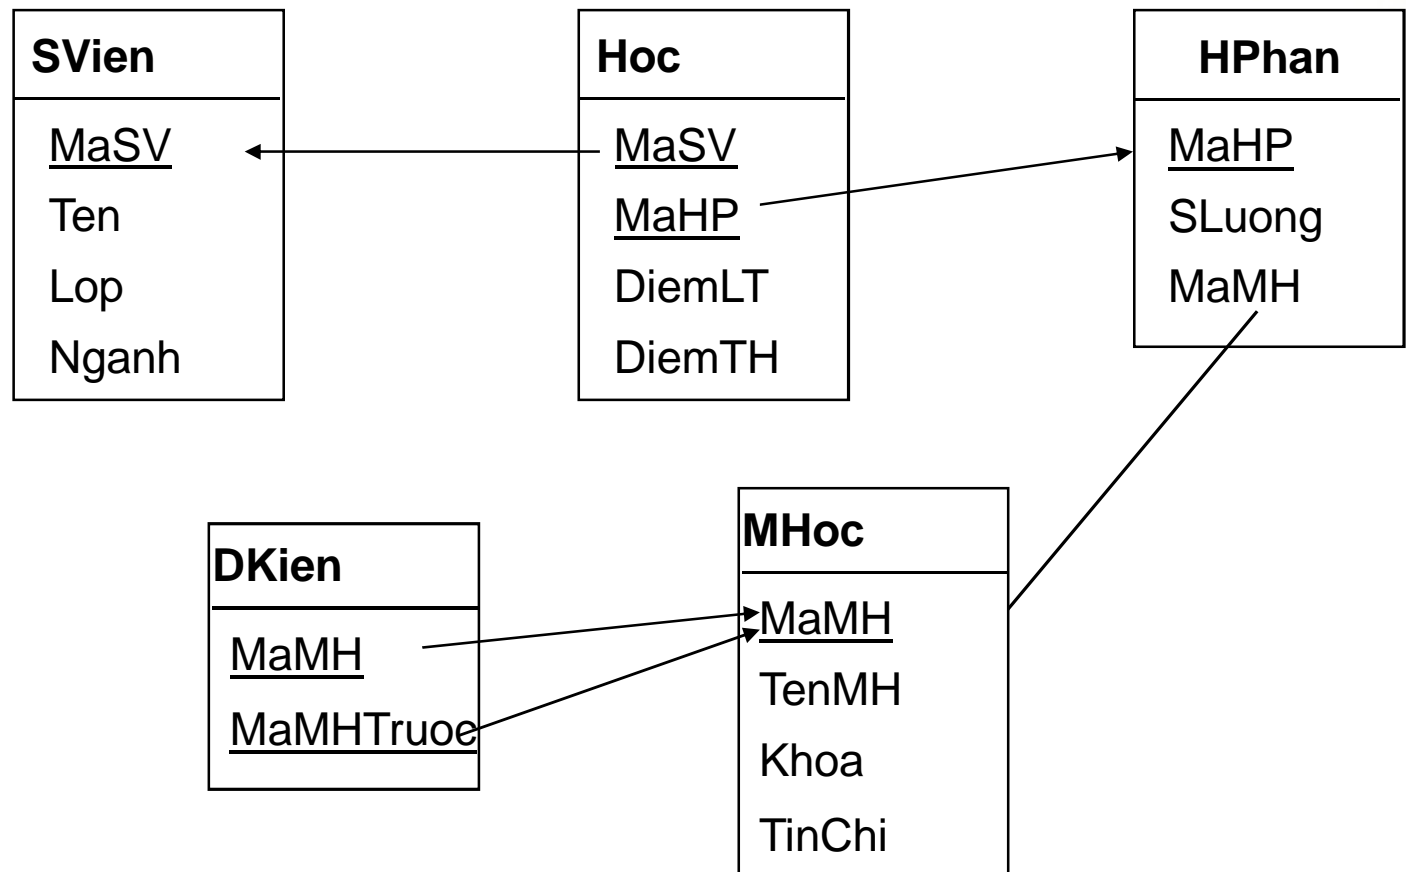 SVien
MaSV
Ten
Lop
Nganh
Hoc
MaSV
MaHP
DiemLT
DiemTH
HPhan
MaHP
SLuong
MaMH
DKien
MaMH
MaMHTruoc
MHoc
MaMH
TenMH
Khoa
TinChi